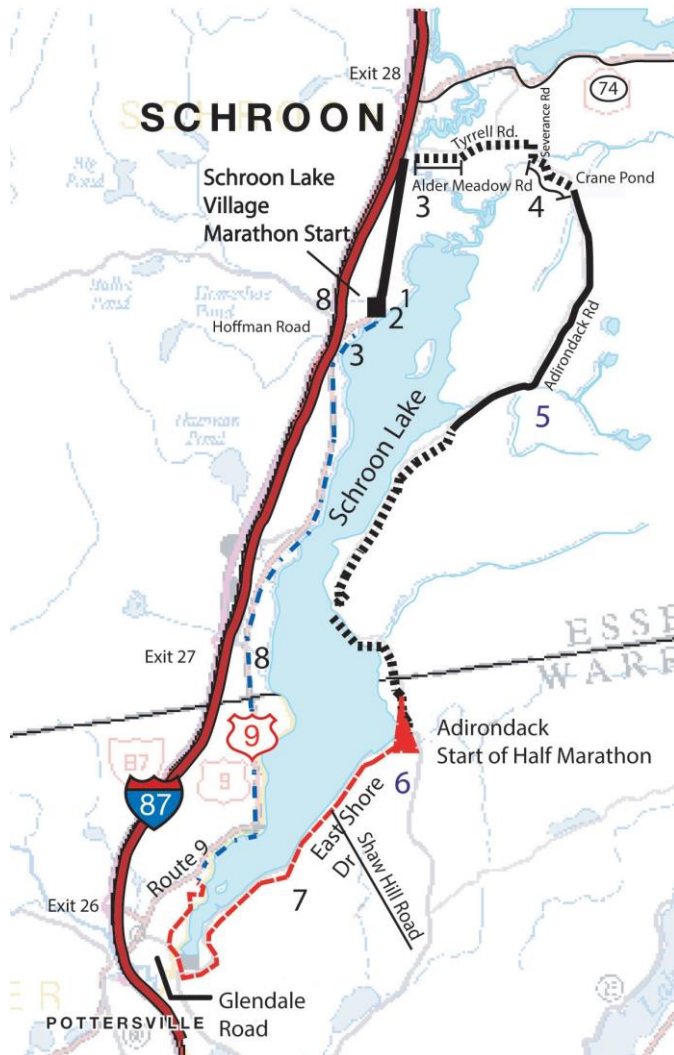 Exit 28
74
SCHROON
Severance Rd
Tyrrell Rd.
Schroon Lake
Village
Marathon Start
Alder Meadow Rd
Crane Pond
3
4
8
1
2
Hoffman Road
3
Adirondack Rd
5
Schroon Lake
ESSE
WARR
Exit 27
8
9
Adirondack
Start of Half Marathon
87
9
87
6
East Shore
Dr
Shaw Hill Road
Route 9
7
Exit 26
Glendale
Road
POTTERSVILLE